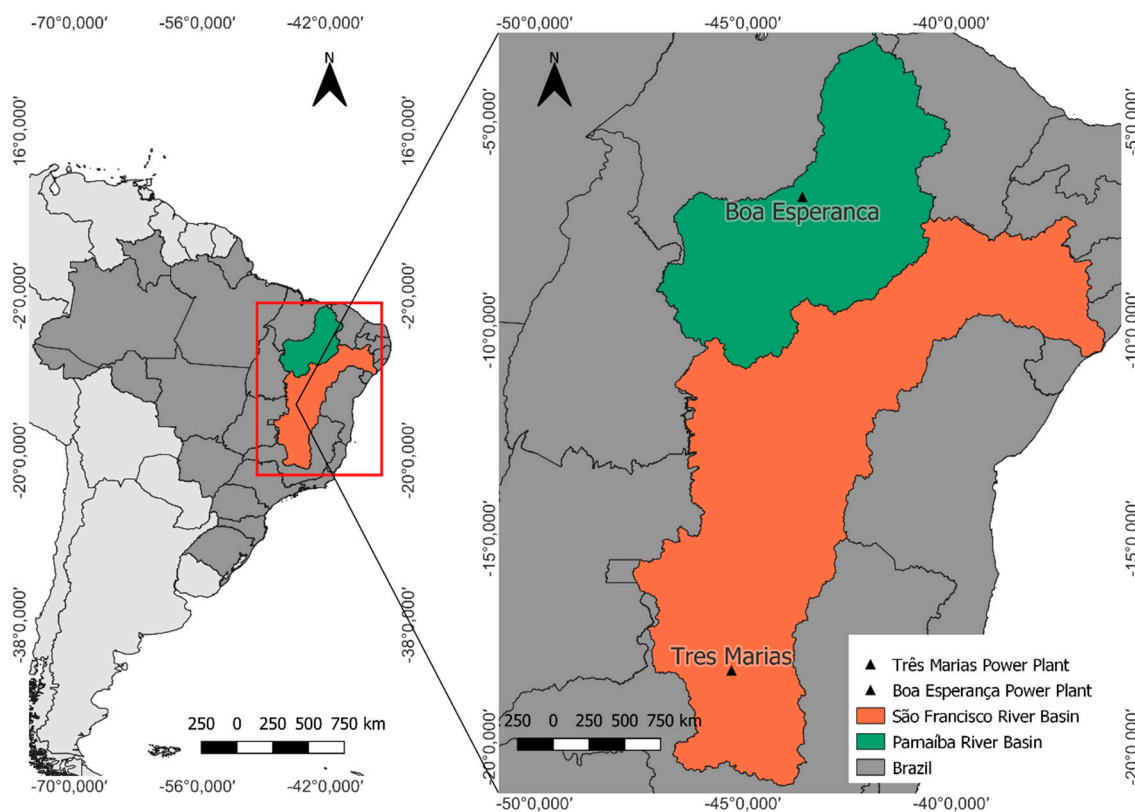 -70°0,000' -56°0,000' -42°0,000'
N
16°0,000' 16°0,000'
-2°0,000' -2°0,000'
-20°0,000' -20°0,000'
-38°0,000' -38°0,000'
250 0 250 500 750 km
-70°0,000' -56°0,000' -42°0,000'
-50°0,000' -45°0,000' -40°0,000'
N
-5°0,000' -5°0,000'
Boa Esperanca
-10°0,000' -10°0,000'
-15°0,000' -15°0,000'
Tres Marias
-20°0,000' -20°0,000'
250 0 250 500 750 km
Três Marias Power Plant
Boa Esperança Power Plant
São Francisco River Basin
Parnaíba River Basin
Brazil
-50°0,000' -45°0,000' -40°0,000'